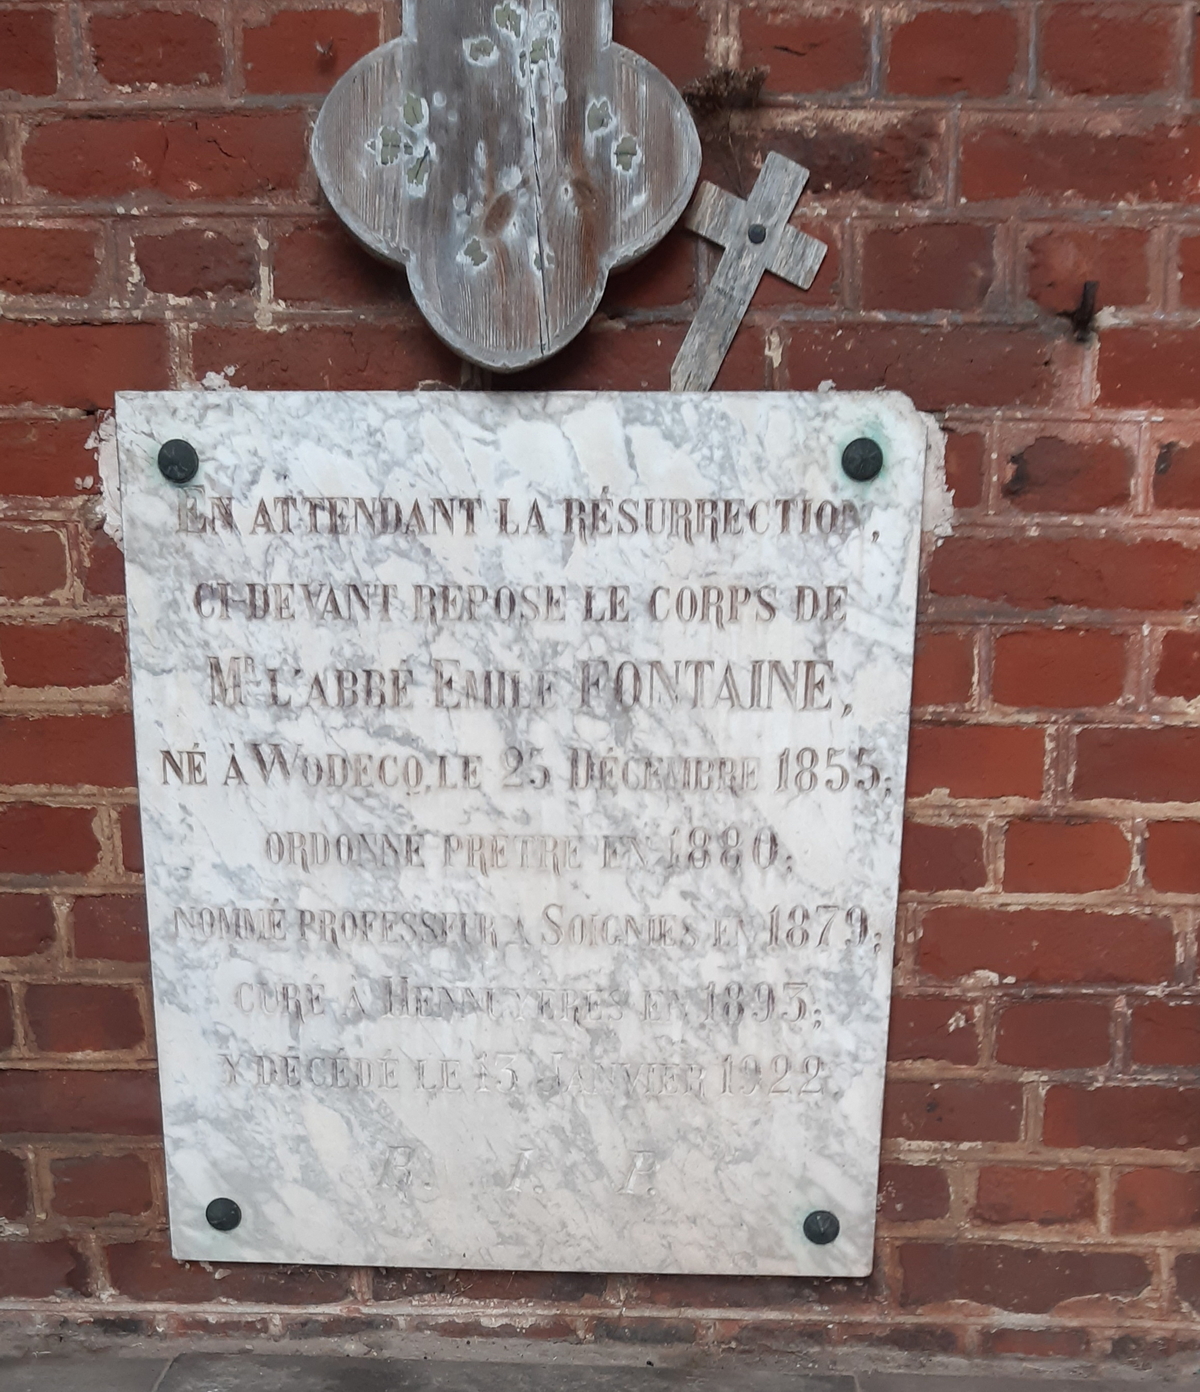 EN ATTENDANT LA RÉSURRECTION,
CI-DEVANT REPOSE LE CORPS DE
MR L'ABBÉ EMILE FONTAINE,
NÉ À WODECQ, LE 25 DÉCEMBRE 1855;
ORDONNÉ PRÊTRE EN 1880;
NOMMÉ PROFESSEUR À SOIGNIES EN 1879;
CURÉ À HENNUYÈRES EN 1893;
Y DÉCÉDÉ LE 13 JANVIER 1922
R. I. P.